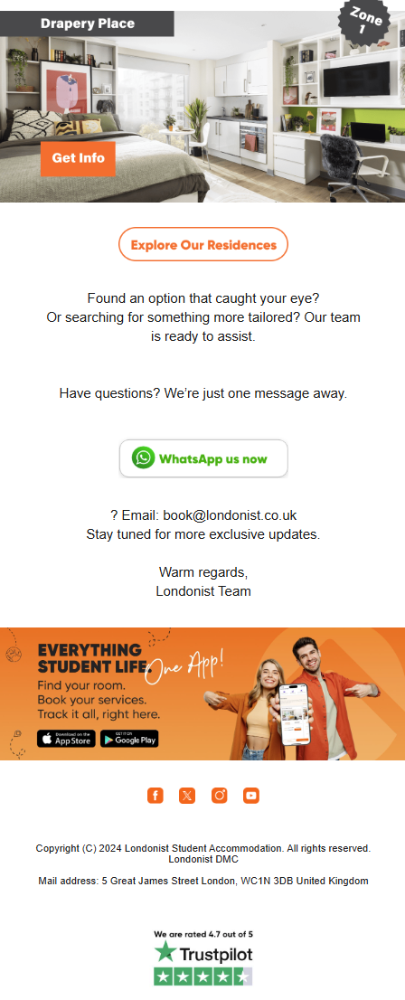 Drapery Place
Zone
1
Get Info
Explore Our Residences
Found an option that caught your eye?
Or searching for something more tailored? Our team
is ready to assist.
Have questions? We're just one message away.
WhatsApp us now
? Email: book@londonist.co.uk
Stay tuned for more exclusive updates.
Warm regards,
Londonist Team
EVERYTHING
STUDENT LIFE.
One App!
Find your room.
Book your services.
Track it all, right here.
Download on the
App Store
GET IT ON
Google Play
Copyright (C) 2024 Londonist Student Accommodation. All rights reserved.
Londonist DMC
Mail address: 5 Great James Street London, WC1N 3DB United Kingdom
We are rated 4.7 out of 5
Trustpilot